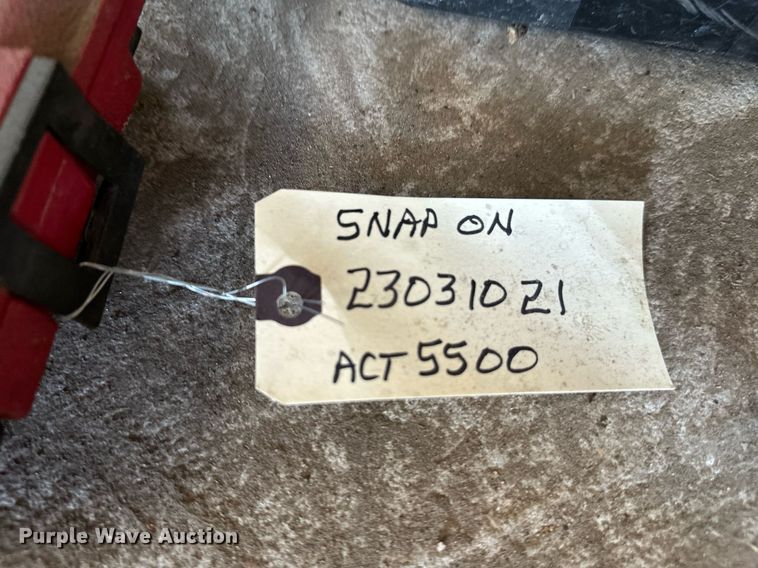 SNAP ON
23031021
ACT 5500
Purple Wave Auction